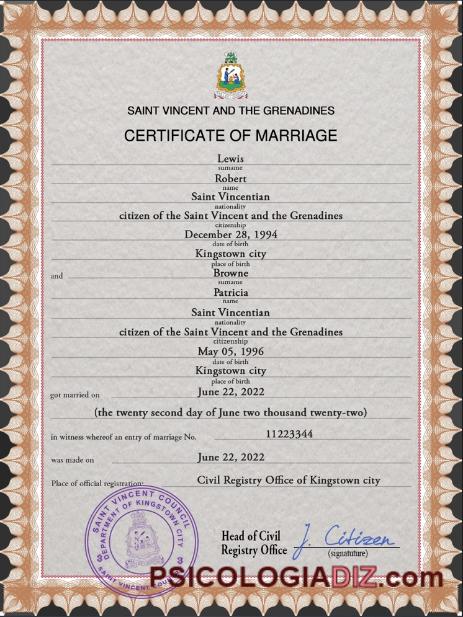 SAINT VINCENT AND THE GRENADINES
CERTIFICATE OF MARRIAGE
Lewis
surname
Robert
name
Saint Vincentian
nationality
citizen of the Saint Vincent and the Grenadines
citizenship
December 28, 1994
date of birth
Kingstown city
place of birth
and
Browne
surname
Patricia
name
Saint Vincentian
nationality
citizen of the Saint Vincent and the Grenadines
citizenship
May 05, 1996
date of birth
Kingstown city
place of birth
got married on June 22, 2022
(the twenty second day of June two thousand twenty-two)
in witness whereof an entry of marriage No. 11223344
was made on June 22, 2022
Place of official registration: Civil Registry Office of Kingstown city
SAINT VINCENT COUNCIL
DEPARTMENT OF KINGSTOWN CITY
Head of Civil
Registry Office
J. Citizen
(signatuture)
PSICOLOGIADIZ.com